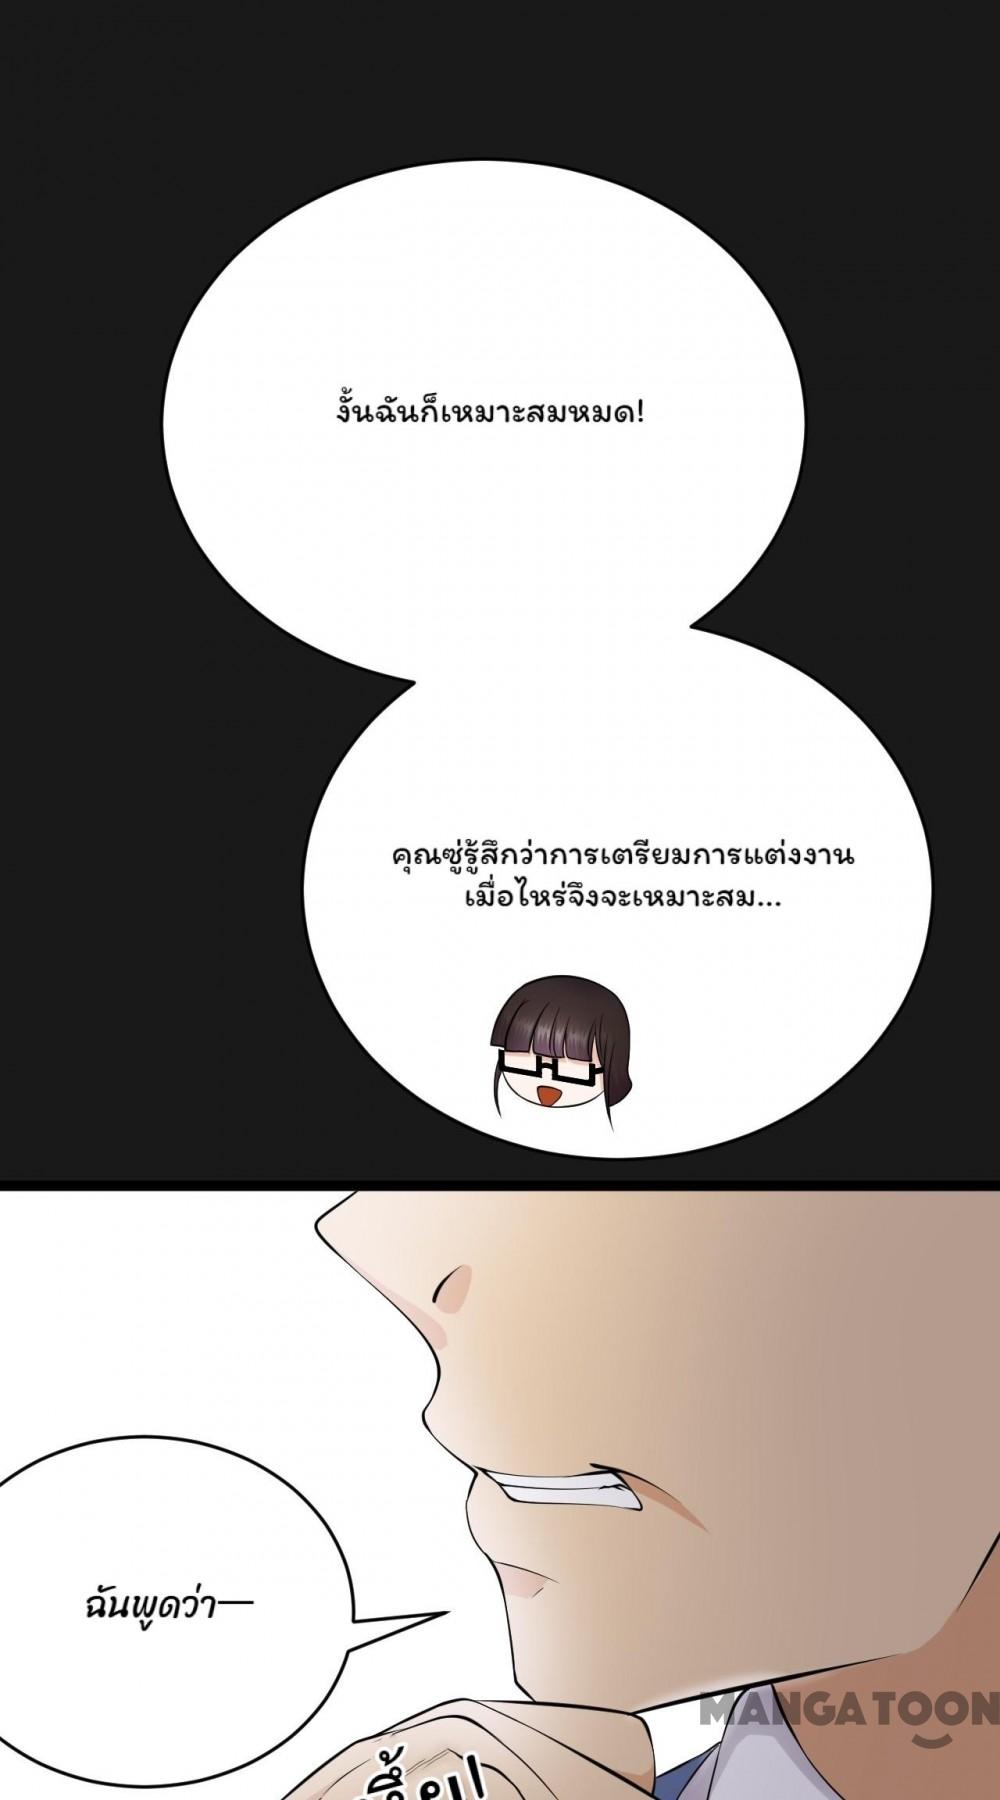 งั้นฉันก็เหมาะสมหมด!
คุณซู่รู้สึกว่าการเตรียมการแต่งงาน
เมื่อไหร่จึงจะเหมาะสม...
ฉันพูดว่า—
MANGATOON